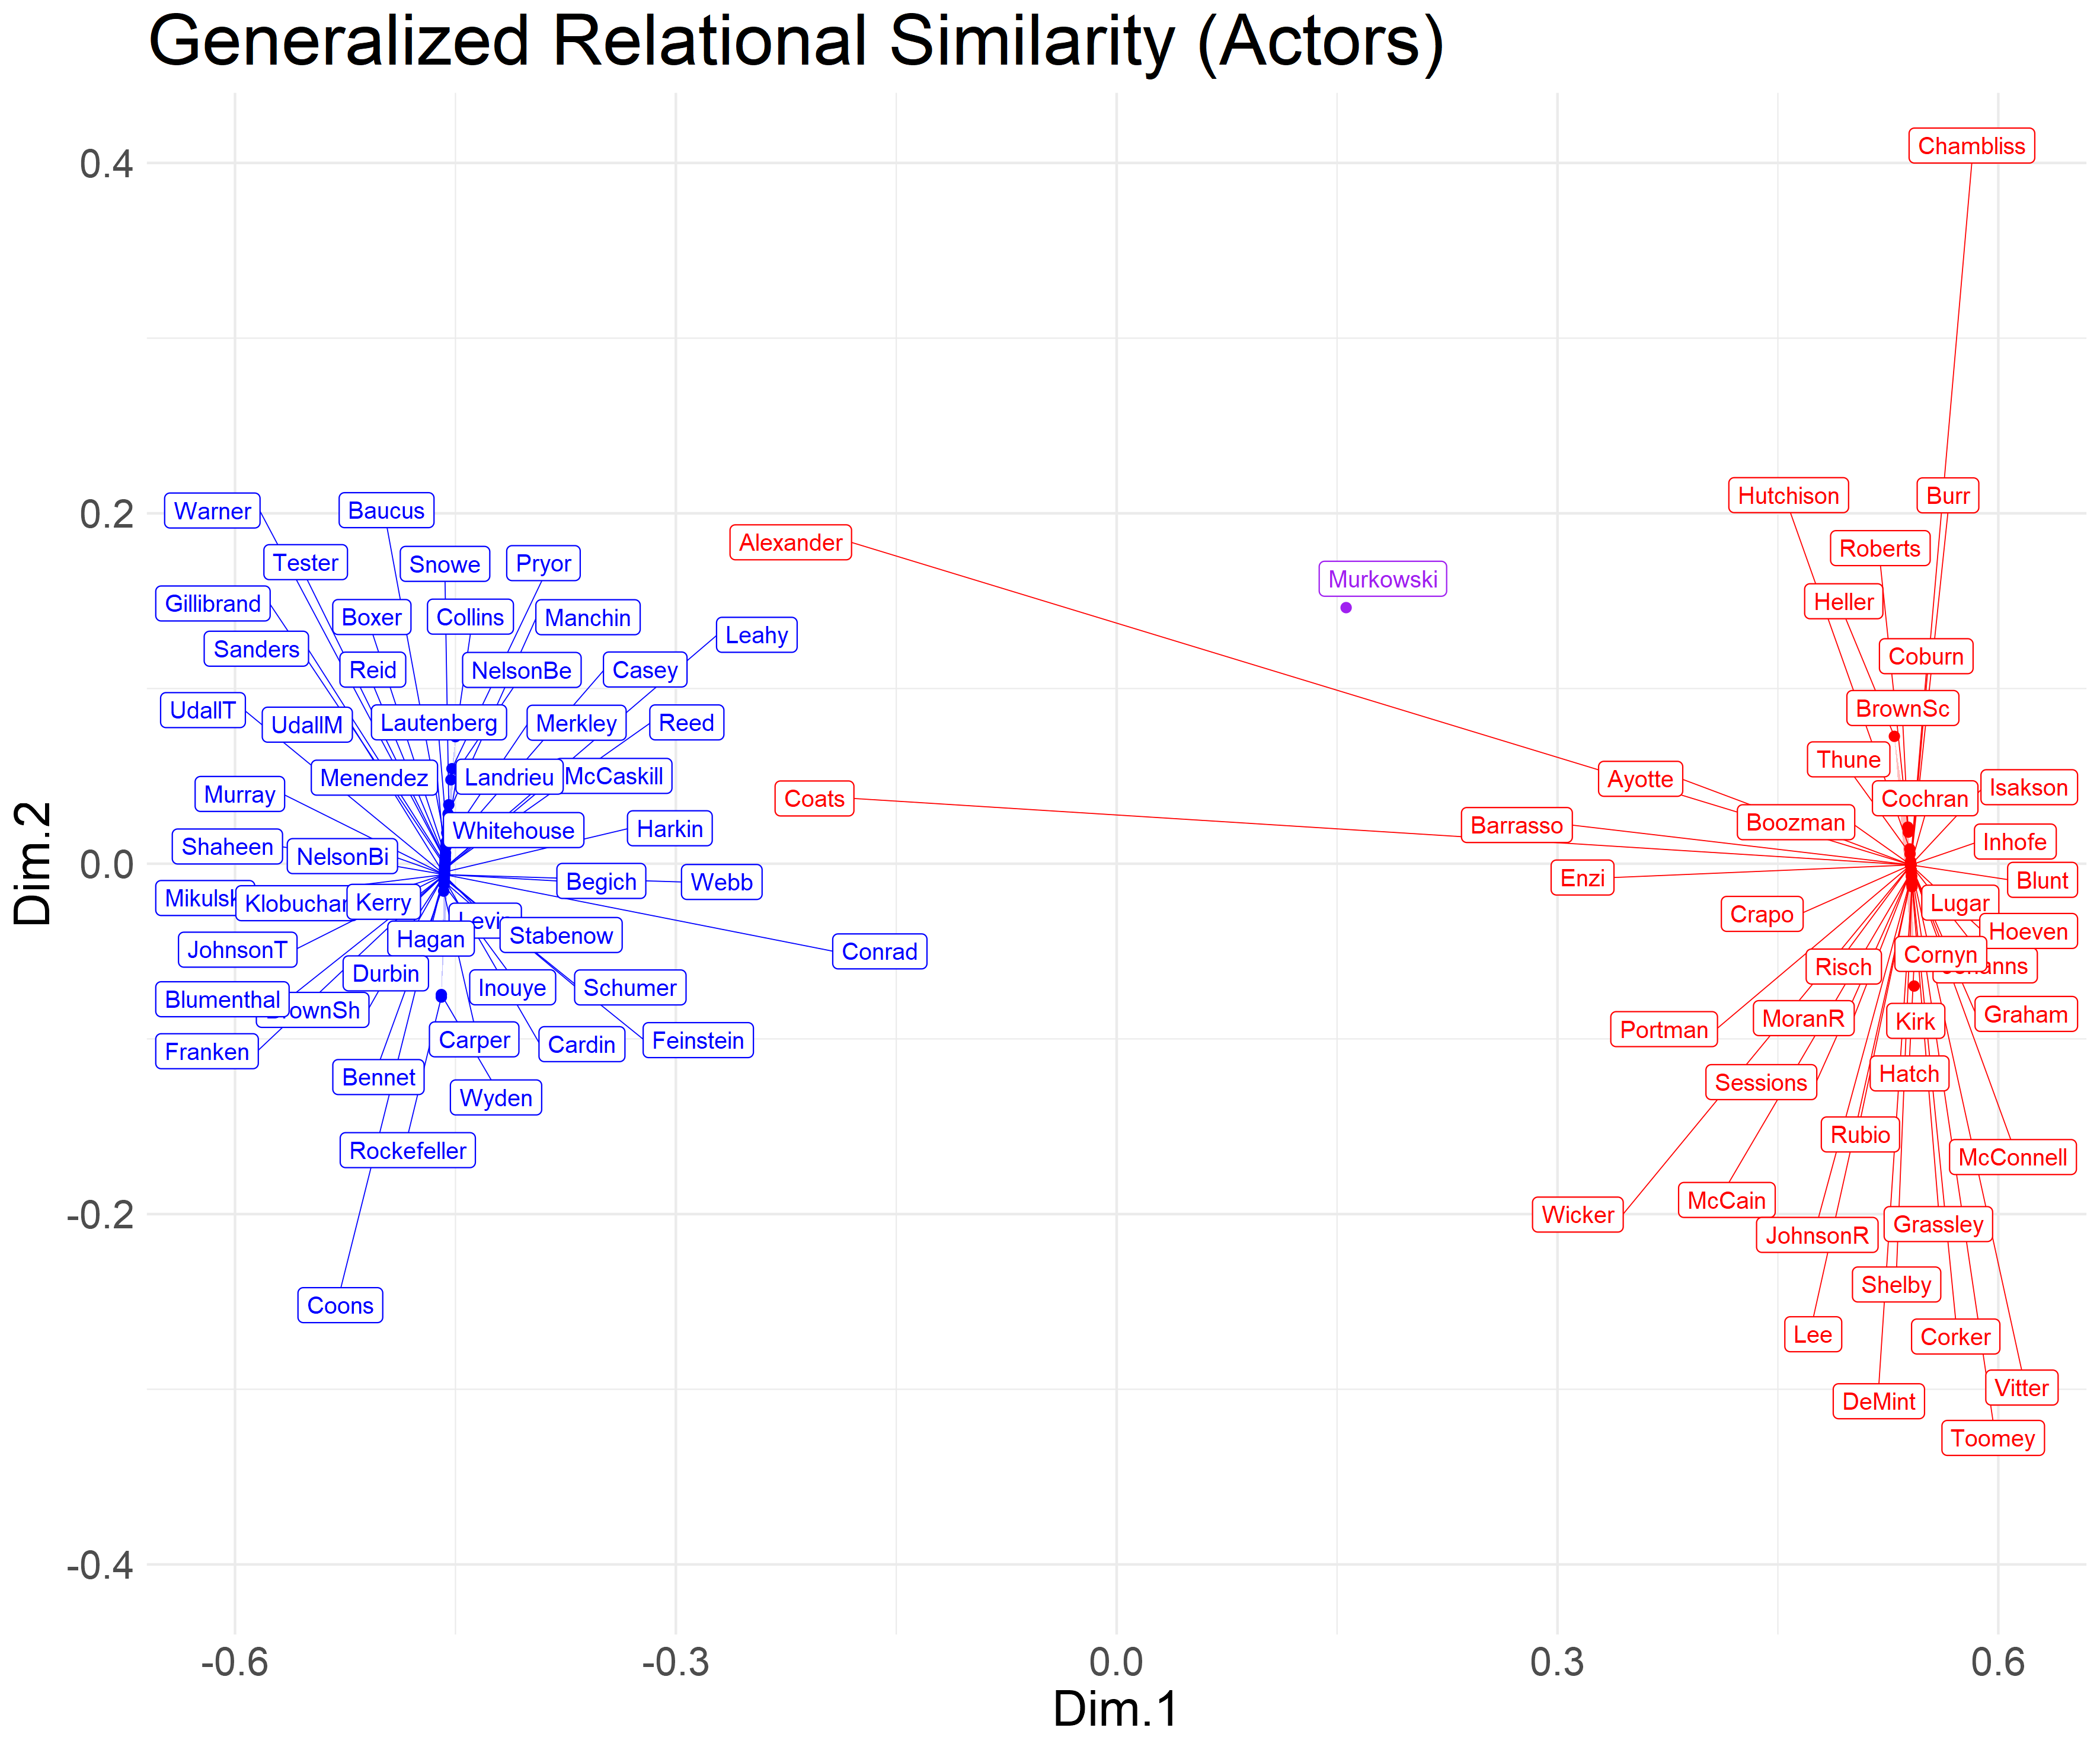 Generalized Relational Similarity (Actors)
Chambliss
0.4
Hutchison
Burr
Warner
Baucus
0.2
Alexander
Roberts
Tester
Snowe
Pryor
Murkowski
Gillibrand
Heller
Boxer
Collins
Manchin
Leahy
Sanders
Coburn
Reid
NelsonBe
Casey
UdallT
BrownSc
UdallM
Lautenberg
Merkley
Reed
Thune
Menendez
Landrieu
McCaskill
Ayotte
Isakson
Murray
Coats
Cochran
Whitehouse
Harkin
Barrasso
Boozman
Inhofe
Shaheen
NelsonBi
0.0
Begich
Webb
Enzi
Blunt
Klobuchar
Kerry
Lugar
Crapo
Hoeven
Hagan
Stabenow
JohnsonT
Conrad
Cornyn
Durbin
Risch
Inouye
Schumer
Blumenthal
Graham
MoranR
Kirk
Portman
Franken
Carper
Cardin
Feinstein
Bennet
Sessions
Hatch
Wyden
Rockefeller
Rubio
McConnell
McCain
-0.2
Wicker
Grassley
JohnsonR
Coons
Shelby
Lee
Corker
Vitter
DeMint
Toomey
-0.4
-0.6
-0.3
0.0
0.3
0.6
Dim.1
Dim.2